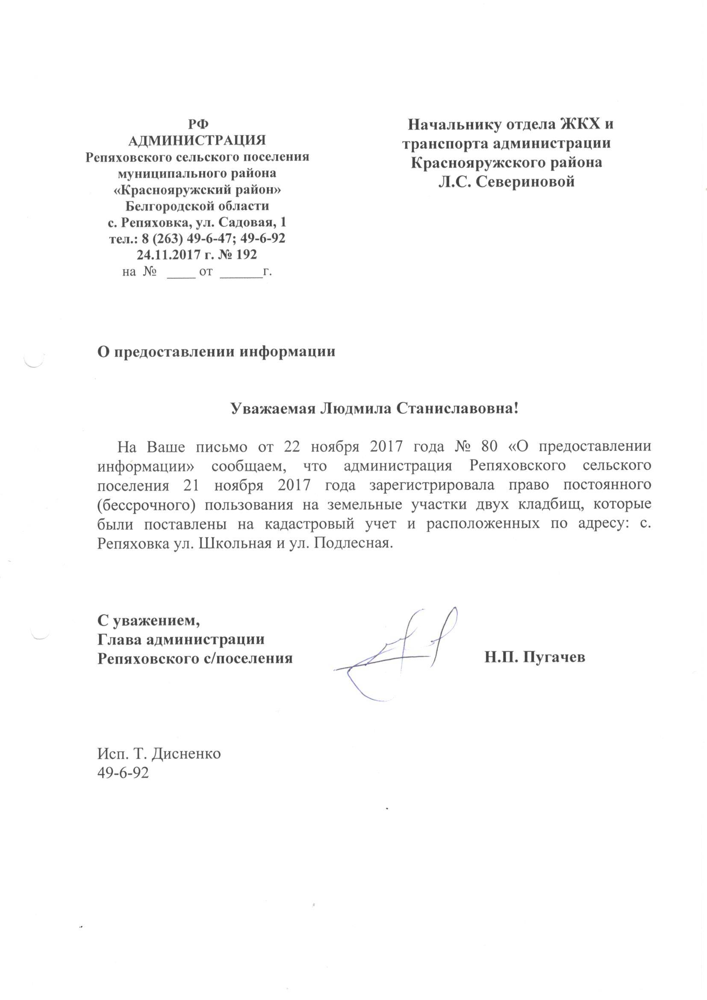 РФ
АДМИНИСТРАЦИЯ
Репяховского сельского поселения
муниципального района
«Краснояружский район»
Белгородской области
с. Репяховка, ул. Садовая, 1
тел.: 8 (263) 49-6-47; 49-6-92
24.11.2017 г. № 192
на № ____ от ______г.
Начальнику отдела ЖКХ и
транспорта администрации
Краснояружского района
Л.С. Севериновой
О предоставлении информации
Уважаемая Людмила Станиславовна!
На Ваше письмо от 22 ноября 2017 года № 80 «О предоставлении
информации» сообщаем, что администрация Репяховского сельского
поселения 21 ноября 2017 года зарегистрировала право постоянного
(бессрочного) пользования на земельные участки двух кладбищ, которые
были поставлены на кадастровый учет и расположенных по адресу: с.
Репяховка ул. Школьная и ул. Подлесная.
С уважением,
Глава администрации
Репяховского с/поселения Н.П. Пугачев
Исп. Т. Дисненко
49-6-92